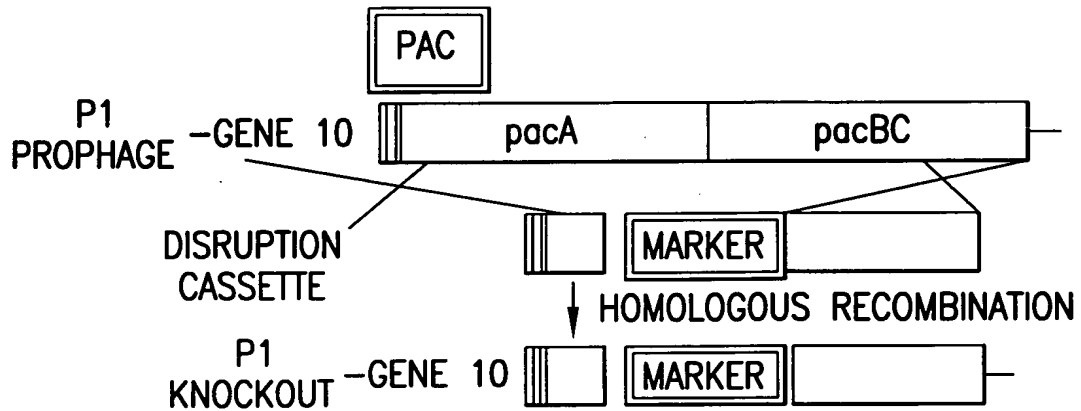 PAC
P1
PROPHAGE
-GENE 10
pacA
pacBC
DISRUPTION
CASSETTE
MARKER
HOMOLOGOUS RECOMBINATION
P1
KNOCKOUT
-GENE 10
MARKER